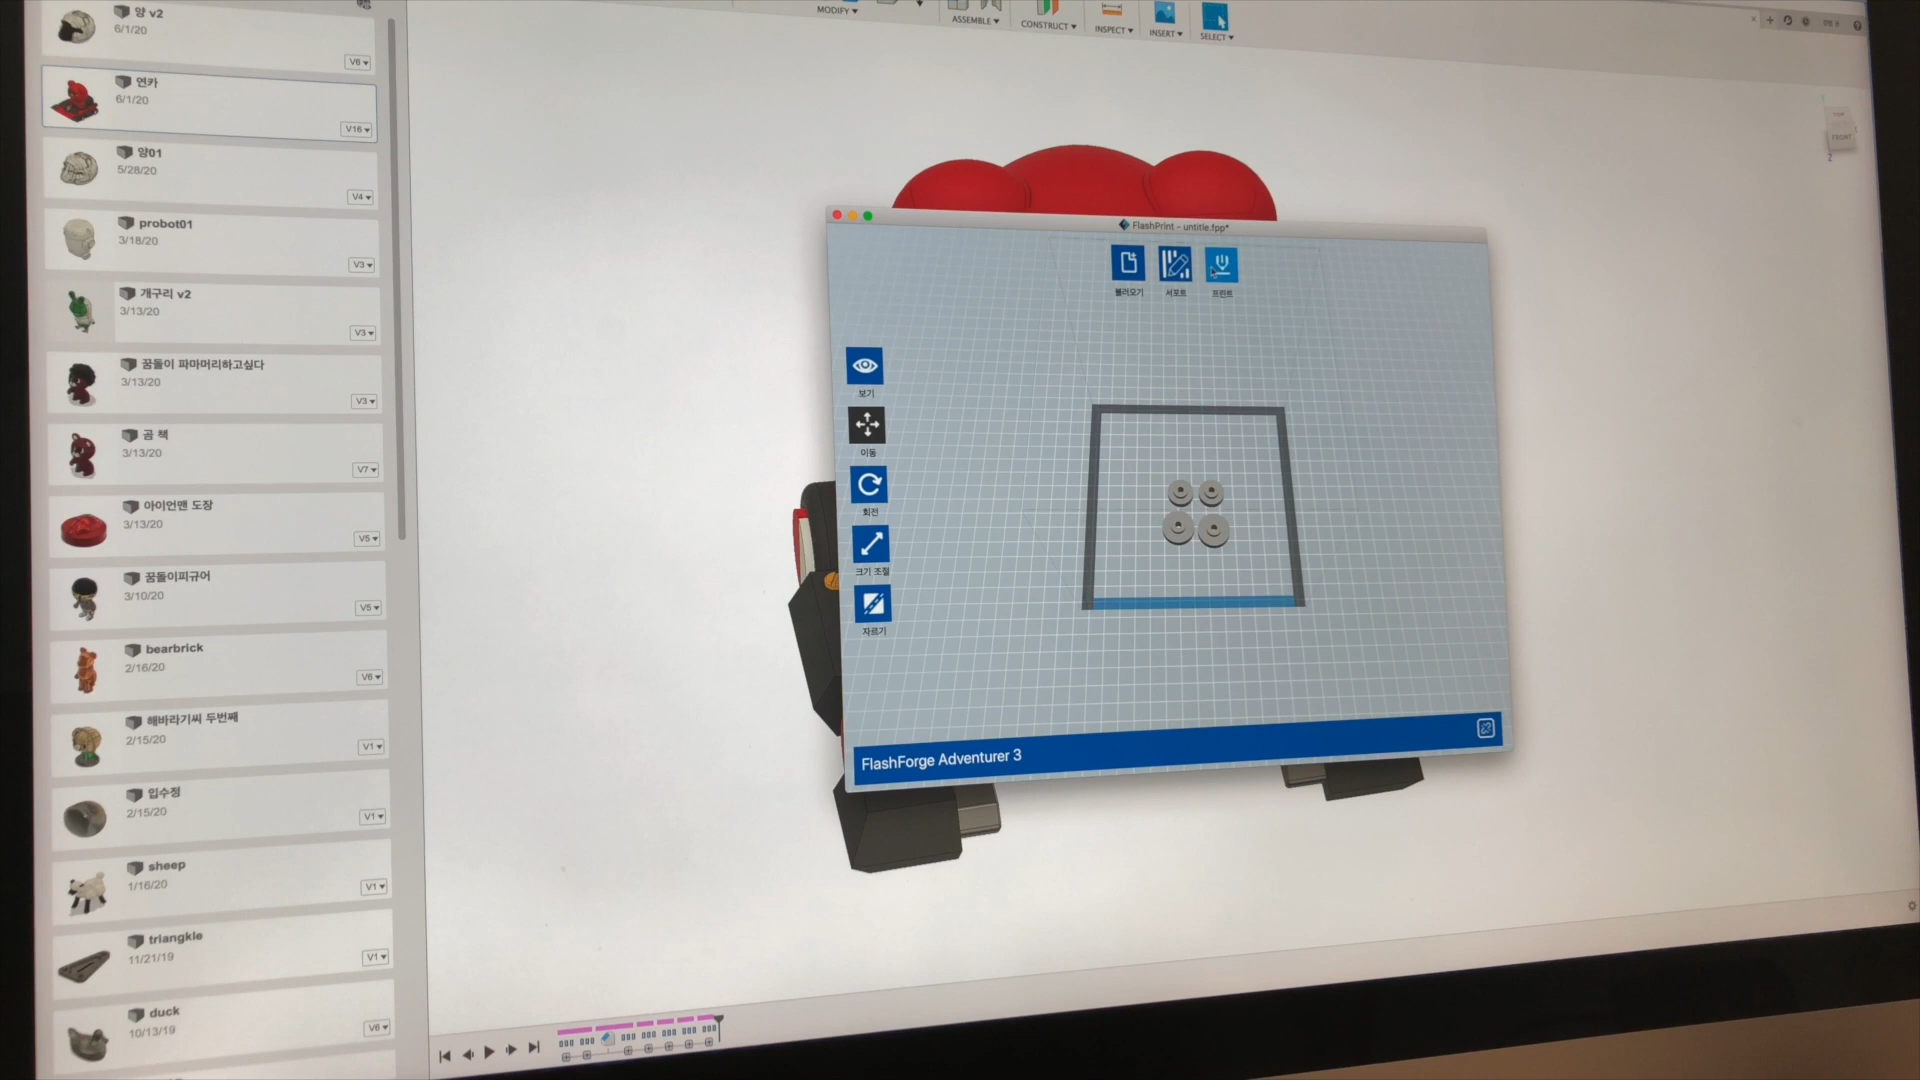 MODIFY ▾
ASSEMBLE ▾
CONSTRUCT ▾
INSPECT ▾
INSERT ▾
SELECT ▾
양 v2
6/1/20
V6 ▾
연카
6/1/20
V16 ▾
양01
5/28/20
V4 ▾
probot01
3/18/20
V3 ▾
개구리 v2
3/13/20
V3 ▾
꿈돌이 파마머리하고싶다
3/13/20
V3 ▾
곰 책
3/13/20
V7 ▾
아이언맨 도장
3/13/20
V5 ▾
꿈돌이피규어
3/10/20
V5 ▾
bearbrick
2/16/20
V6 ▾
해바라기씨 두번째
2/15/20
V1 ▾
입수정
2/15/20
V1 ▾
sheep
1/16/20
V1 ▾
triangkle
11/21/19
V1 ▾
duck
10/13/19
V6 ▾
FlashPrint - untitle.fpp*
불러오기
서포트
프린트
보기
이동
회전
크기 조절
자르기
FlashForge Adventurer 3
FRONT
Z